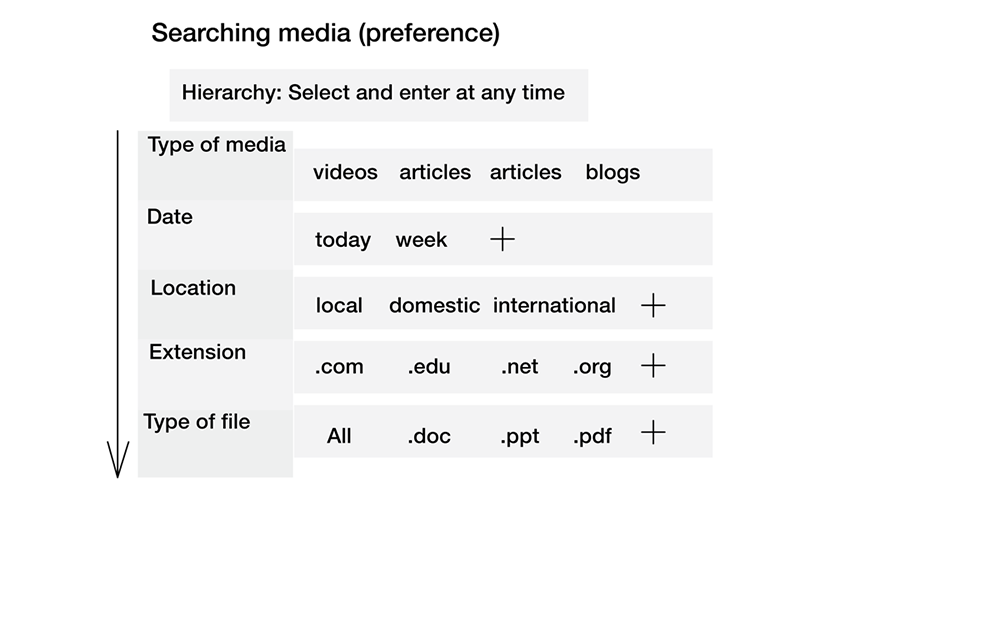 Searching media (preference)
Hierarchy: Select and enter at any time
Type of media
videos articles articles blogs
Date
today week +
Location
local domestic international +
Extension
.com .edu .net .org +
Type of file
All .doc .ppt .pdf +